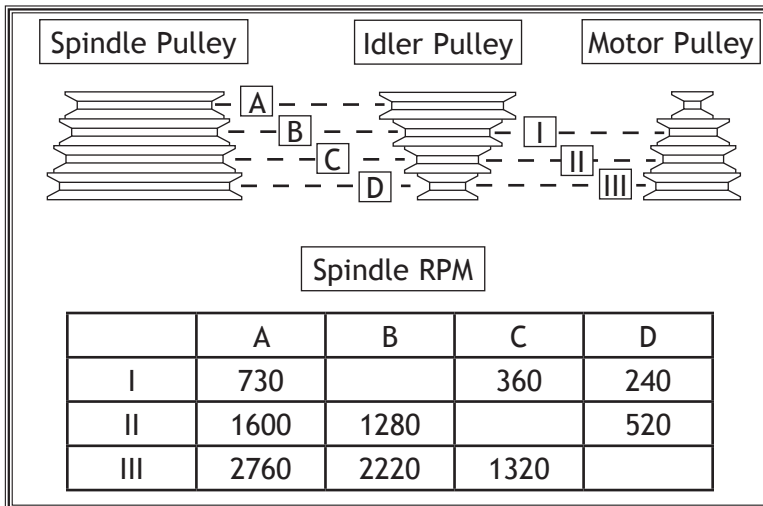 Spindle Pulley Idler Pulley Motor Pulley
A
B I
C II
D III
Spindle RPM
A B C D
I 730 360 240
II 1600 1280 520
III 2760 2220 1320